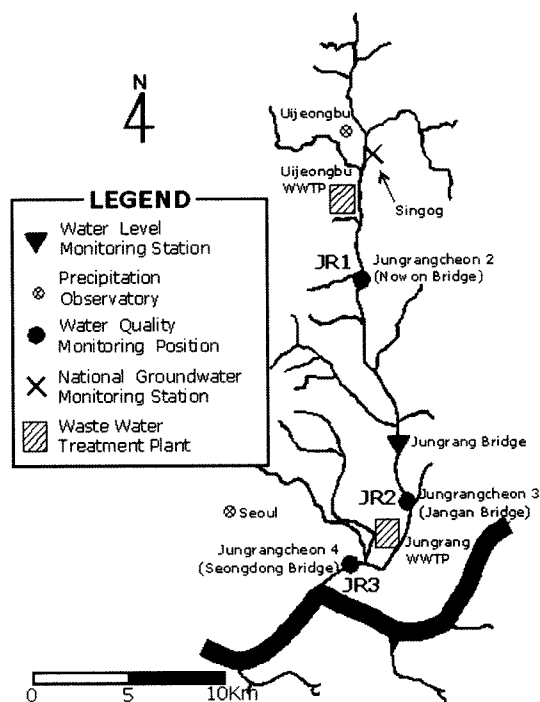 N
4
Uijeongbu
Uijeongbu
WWTP
Singog
LEGEND
Water Level
Monitoring Station
Precipitation
Observatory
Water Quality
Monitoring Position
National Groundwater
Monitoring Station
Waste Water
Treatment Plant
JR1
Jungrangcheon 2
(Nowon Bridge)
Jungrang Bridge
JR2
Jungrangcheon 3
(Jangan Bridge)
Seoul
Jungrang
WWTP
Jungrangcheon 4
(Seongdong Bridge)
JR3
0 5 10Km